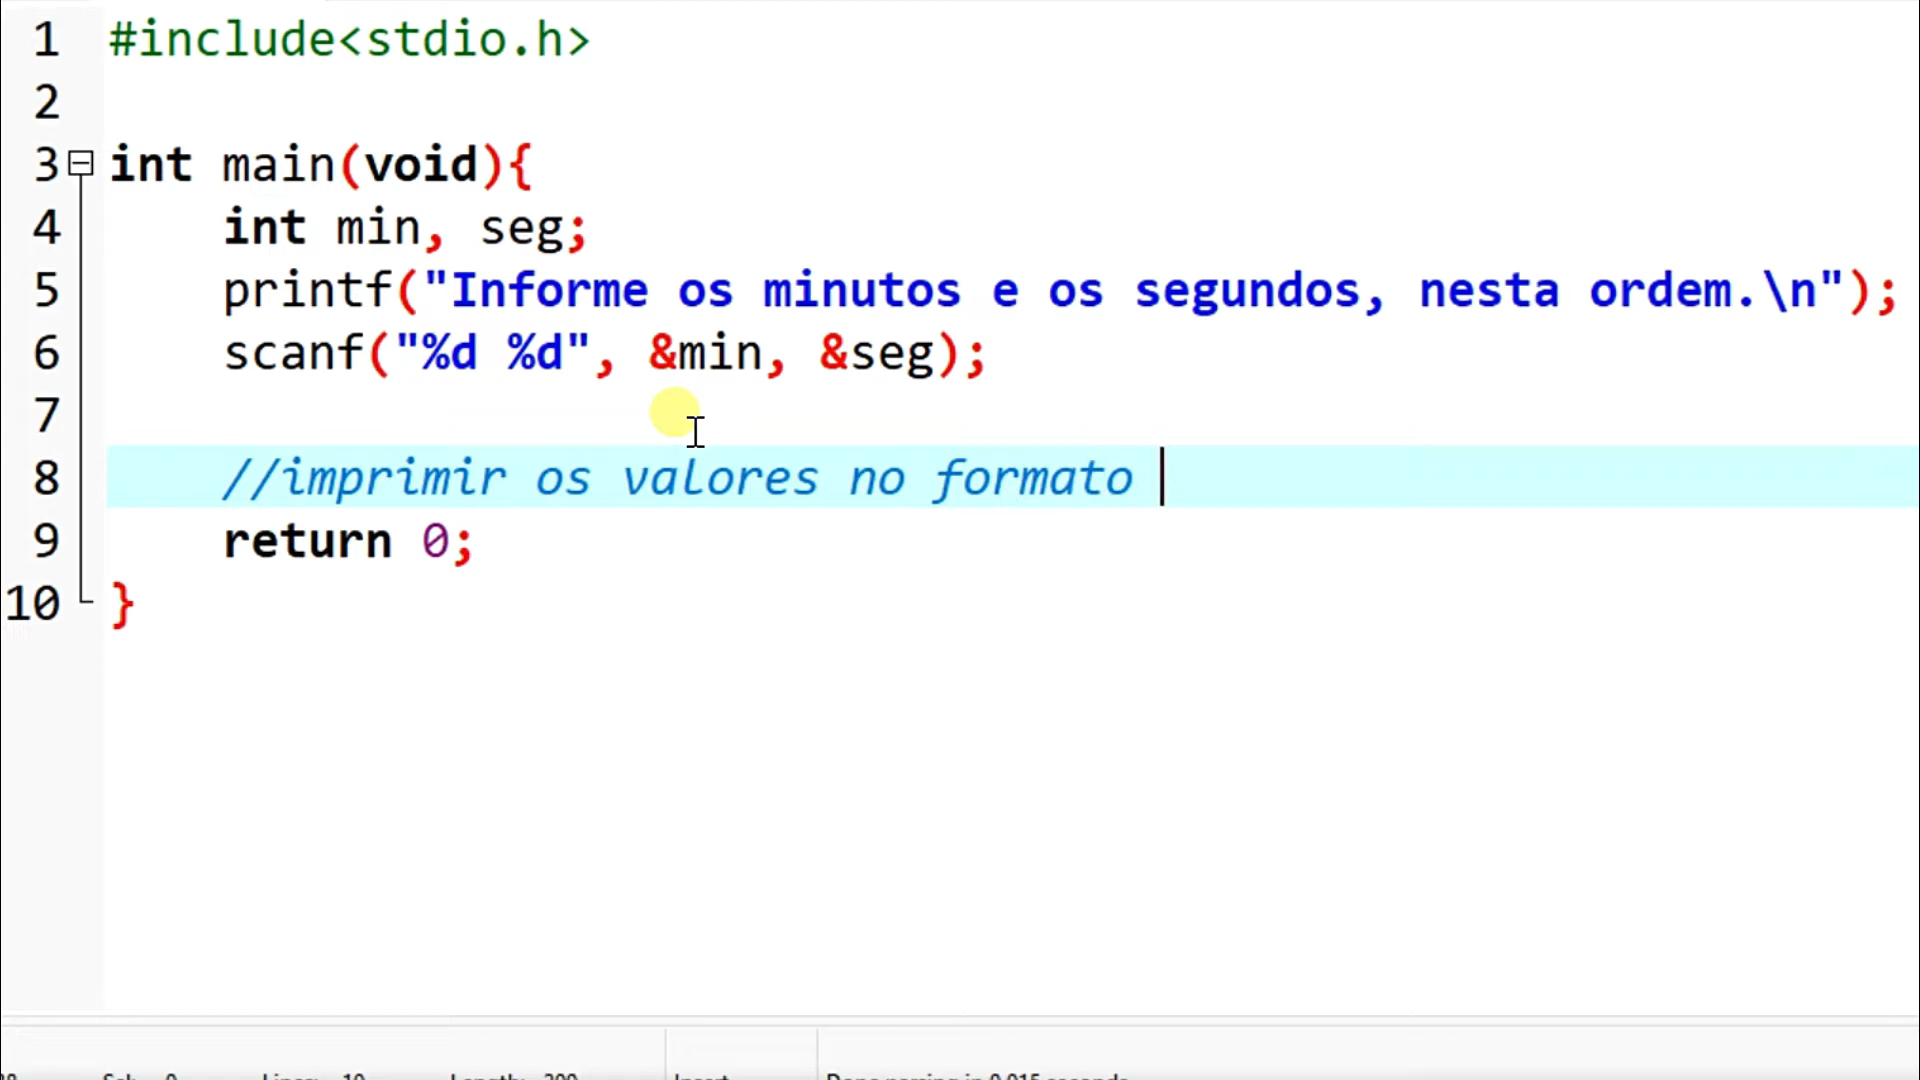 1 #include<stdio.h>
2
3 int main(void){
4 int min, seg;
5 printf("Informe os minutos e os segundos, nesta ordem.\n");
6 scanf("%d %d", &min, &seg);
7
8 //imprimir os valores no formato
9 return 0;
10 }